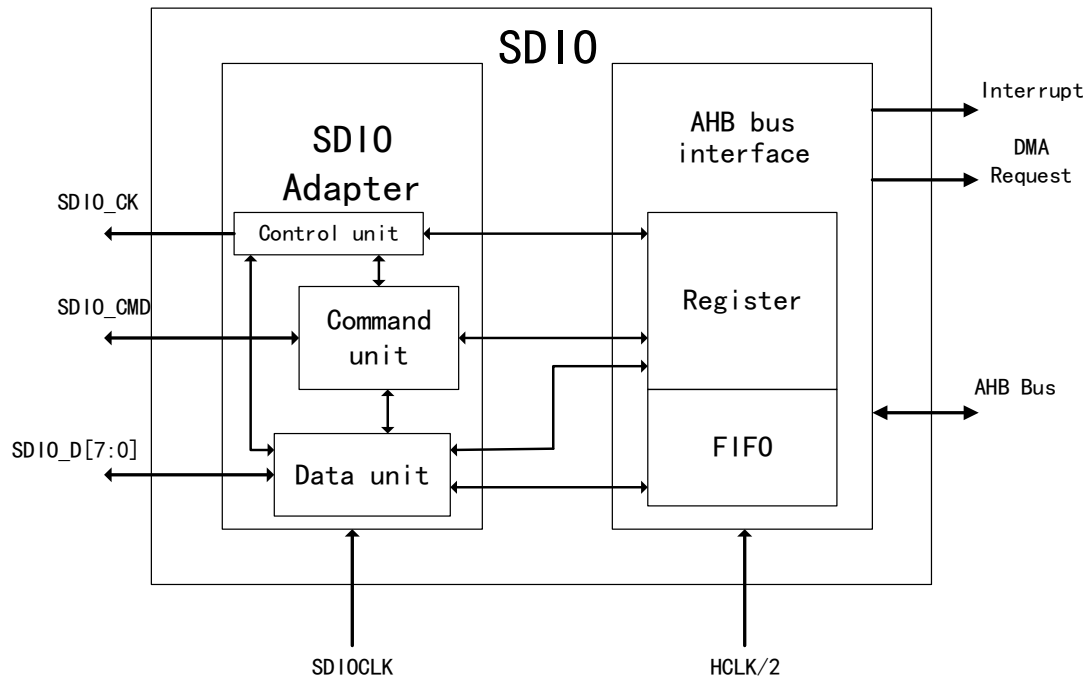 SDIO
SDIO
Adapter
AHB bus
interface
Interrupt
DMA
Request
SDIO_CK
Control unit
SDIO_CMD
Command
unit
Register
AHB Bus
SDIO_D[7:0]
Data unit
FIFO
SDIOCLK
HCLK/2